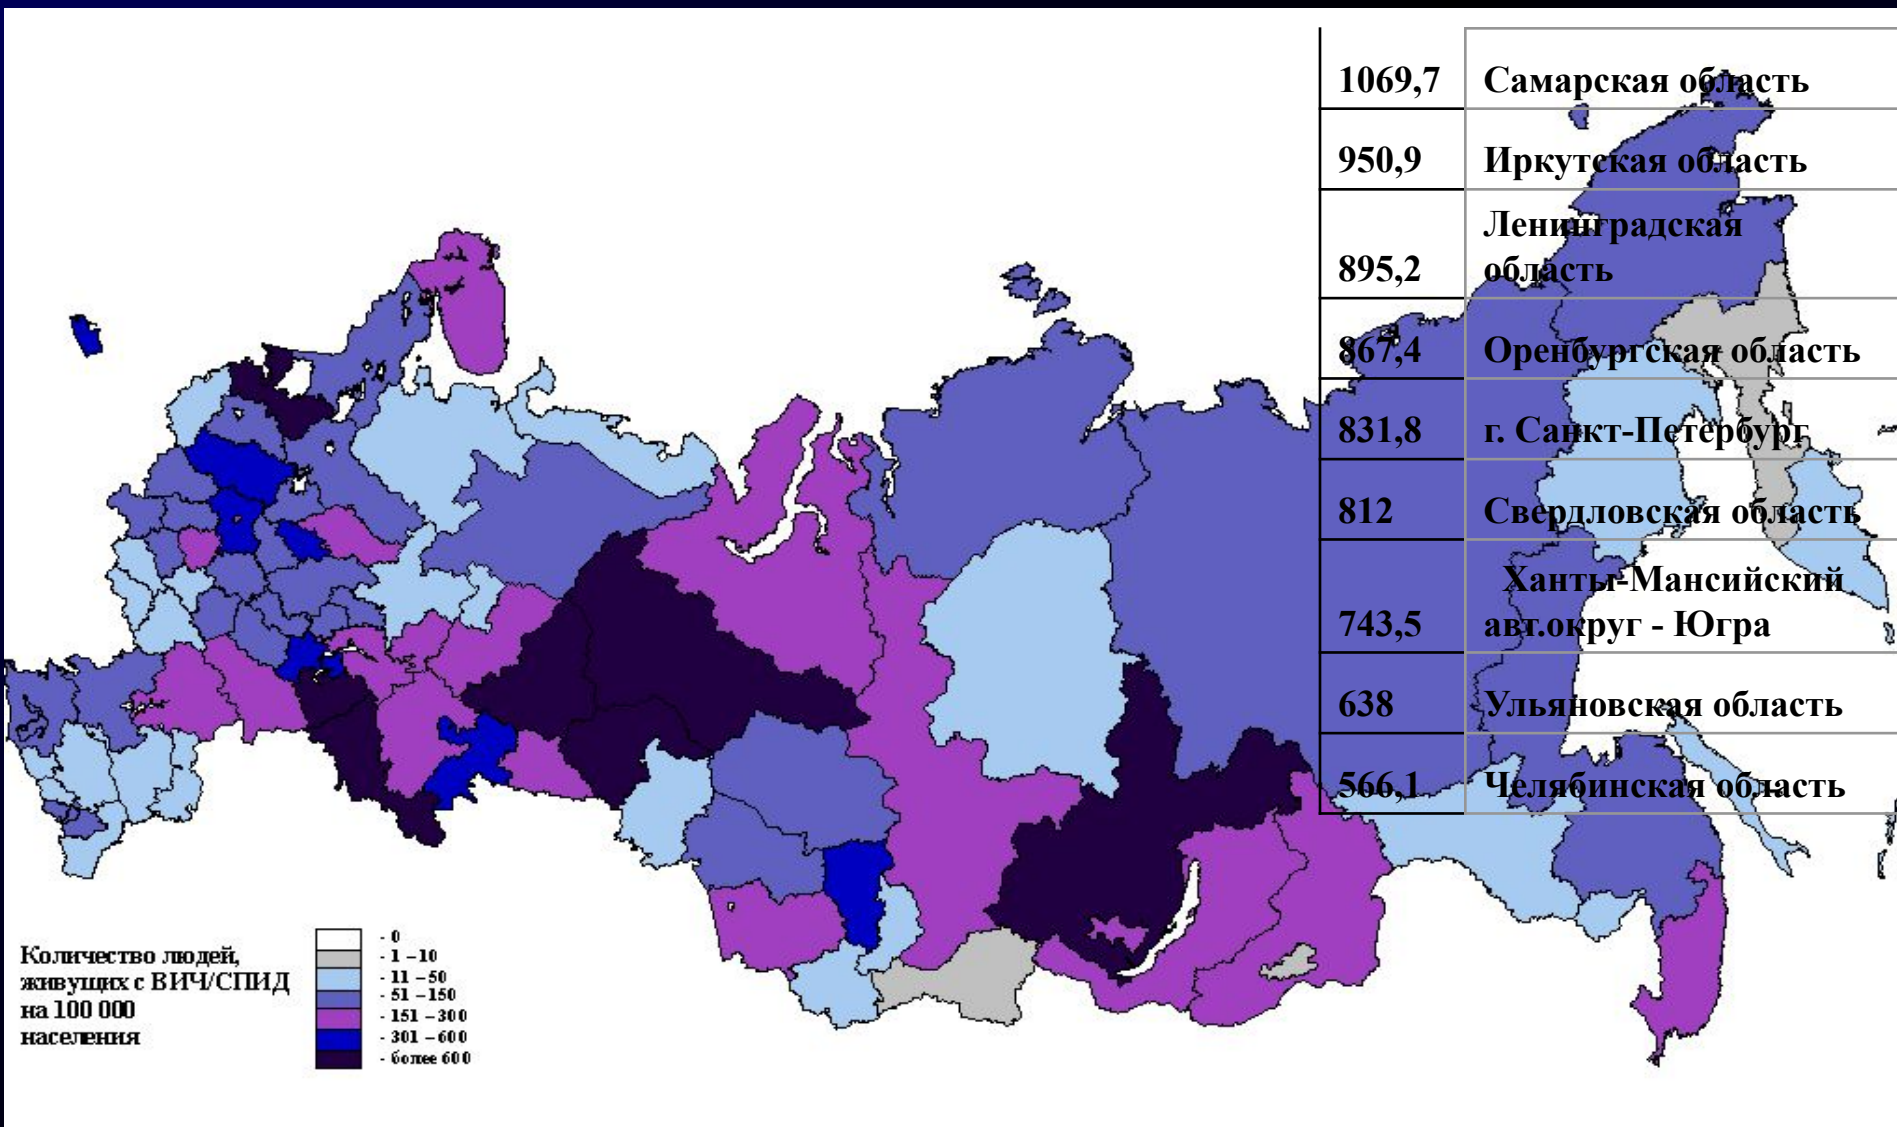 1069,7 Самарская область
950,9 Иркутская область
Ленинградская
895,2 область
867,4 Оренбургская область
831,8 г. Санкт-Петербург
812 Свердловская область
Ханты-Мансийский
743,5 авт.округ - Югра
638 Ульяновская область
566,1 Челябинская область
Количество людей,
живущих с ВИЧ/СПИД
на 100 000
населения
- 0
- 1 –10
- 11 –50
- 51 –150
- 151 –300
- 301 –600
- более 600